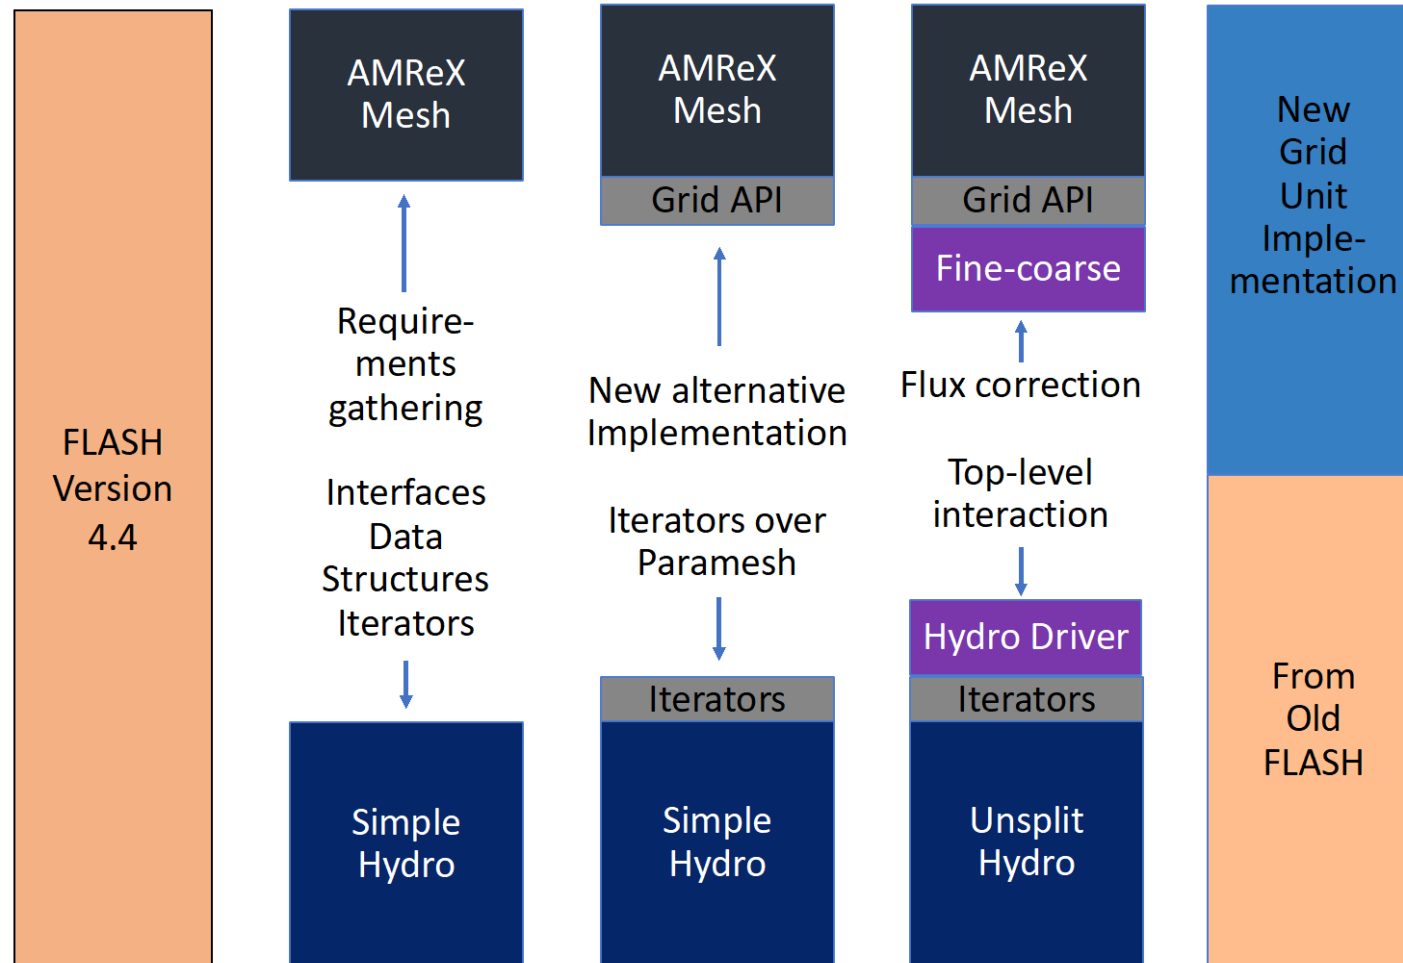 FLASH
Version
4.4
AMReX
Mesh
Require-
ments
gathering
Interfaces
Data
Structures
Iterators
Simple
Hydro
AMReX
Mesh
Grid API
New alternative
Implementation
Iterators over
Paramesh
Iterators
Simple
Hydro
AMReX
Mesh
Grid API
Fine-coarse
Flux correction
Top-level
interaction
Hydro Driver
Iterators
Unsplit
Hydro
New
Grid
Unit
Imple-
mentation
From
Old
FLASH